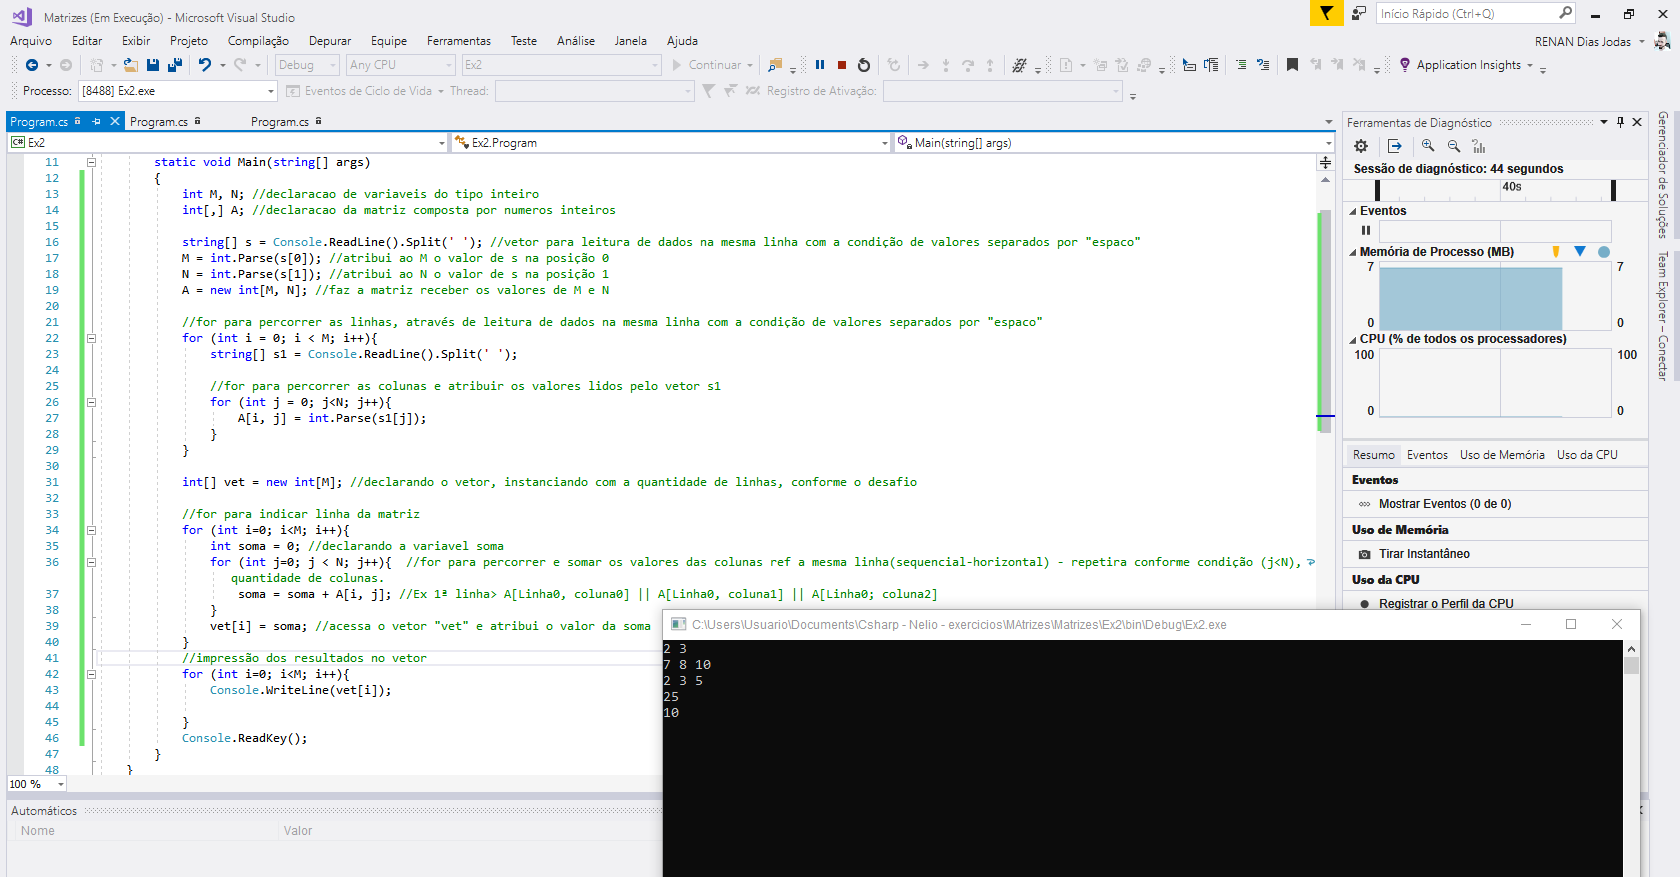 Matrizes (Em Execução) - Microsoft Visual Studio
Início Rápido (Ctrl+Q)
Arquivo Editar Exibir Projeto Compilação Depurar Equipe Ferramentas Teste Análise Janela Ajuda
RENAN Dias Jodas
Debug Any CPU Ex2 Continuar Application Insights
Processo: [8488] Ex2.exe Eventos de Ciclo de Vida Thread: Registro de Ativação:
Program.cs Program.cs Program.cs
C# Ex2 Ex2.Program Main(string[] args)
11 static void Main(string[] args)
12 {
13 int M, N; //declaracao de variaveis do tipo inteiro
14 int[,] A; //declaracao da matriz composta por numeros inteiros
15
16 string[] s = Console.ReadLine().Split(' '); //vetor para leitura de dados na mesma linha com a condição de valores separados por "espaco"
17 M = int.Parse(s[0]); //atribui ao M o valor de s na posição 0
18 N = int.Parse(s[1]); //atribui ao N o valor de s na posição 1
19 A = new int[M, N]; //faz a matriz receber os valores de M e N
20
21 //for para percorrer as linhas, através de leitura de dados na mesma linha com a condição de valores separados por "espaco"
22 for (int i = 0; i < M; i++){
23 string[] s1 = Console.ReadLine().Split(' ');
24
25 //for para percorrer as colunas e atribuir os valores lidos pelo vetor s1
26 for (int j = 0; j<N; j++){
27 A[i, j] = int.Parse(s1[j]);
28 }
29 }
30
31 int[] vet = new int[M]; //declarando o vetor, instanciando com a quantidade de linhas, conforme o desafio
32
33 //for para indicar linha da matriz
34 for (int i=0; i<M; i++){
35 int soma = 0; //declarando a variavel soma
36 for (int j=0; j < N; j++){ //for para percorrer e somar os valores das colunas ref a mesma linha(sequencial-horizontal) - repetira conforme condição (j<N),
quantidade de colunas.
37 soma = soma + A[i, j]; //Ex 1ª linha> A[Linha0, coluna0] || A[Linha0, coluna1] || A[Linha0; coluna2]
38 }
39 vet[i] = soma; //acessa o vetor "vet" e atribui o valor da soma
40 }
41 //impressão dos resultados no vetor
42 for (int i=0; i<M; i++){
43 Console.WriteLine(vet[i]);
44
45 }
46 Console.ReadKey();
47 }
48 }
100 %
Automáticos
Nome Valor
C:\Users\Usuario\Documents\Csharp - Nelio - exercicios\MAtrizes\Matrizes\Ex2\bin\Debug\Ex2.exe
2 3
7 8 10
2 3 5
25
10
Ferramentas de Diagnóstico
Sessão de diagnóstico: 44 segundos
40s
Eventos
Memória de Processo (MB)
7 7
0 0
CPU (% de todos os processadores)
100 100
0 0
Resumo Eventos Uso de Memória Uso da CPU
Eventos
Mostrar Eventos (0 de 0)
Uso de Memória
Tirar Instantâneo
Uso da CPU
Registrar o Perfil da CPU
Gerenciador de Soluções
Team Explorer – Conectar